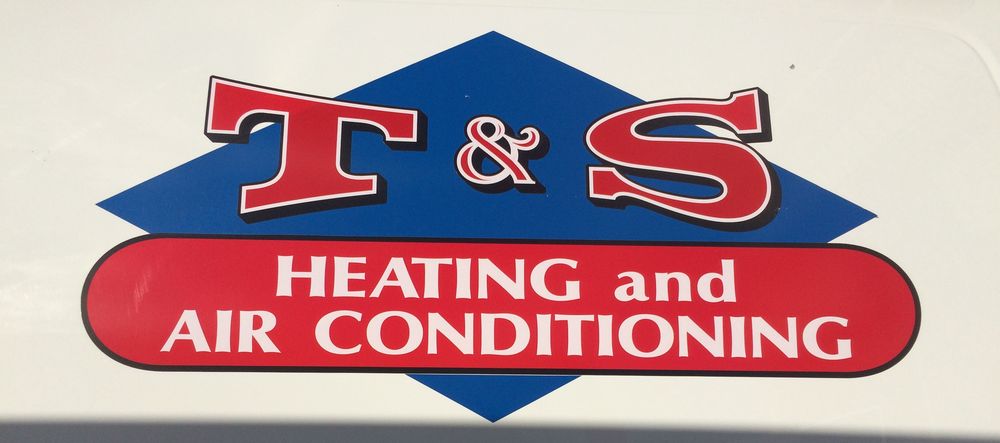 T & S
HEATING and
AIR CONDITIONING